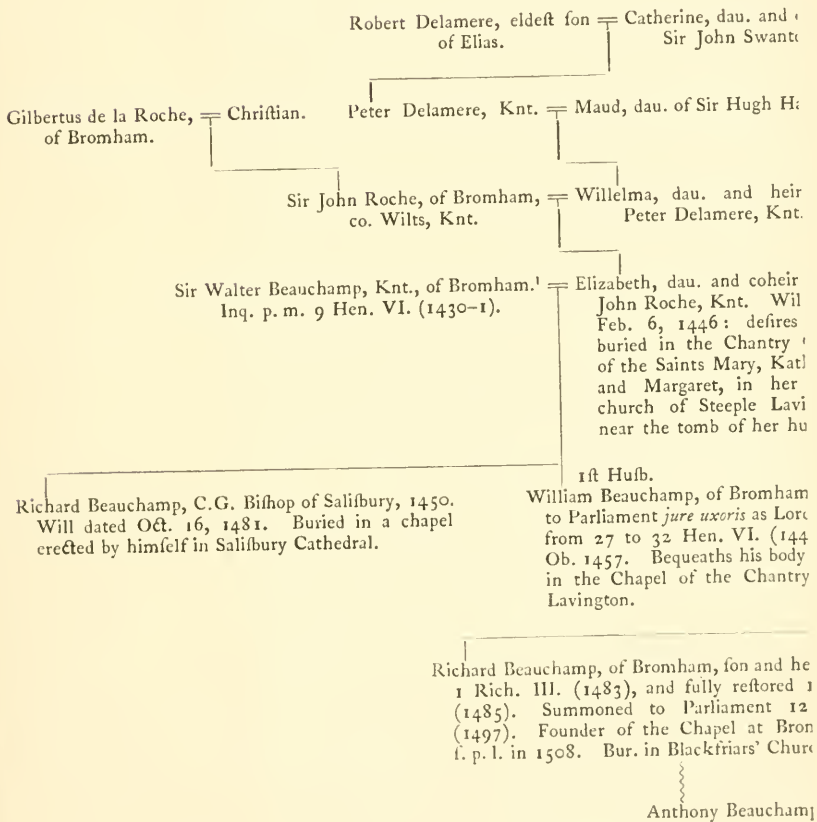 Robert Delamere, eldeſt ſon ╤ Catherine, dau. and
of Elias. Sir John
Gilbertus de la Roche, ╤ Chriſtian. Peter Delamere, Knt. ╤ Maud, dau. of Sir Hugh
of Bromham.
Sir John Roche, of Bromham, ╤ Willelma, dau. and heir
co. Wilts, Knt. Peter Delamere, Knt.
Sir Walter Beauchamp, Knt., of Bromham.¹ ╤ Elizabeth, dau. and coheir
Inq. p. m. 9 Hen. VI. (1430–1). John Roche, Knt. Wil
Feb. 6, 1446: deſires
buried in the Chantry
of the Saints Mary,
and Margaret, in her
church of Steeple Lavi
near the tomb of her hu
1ſt Huſb.
Richard Beauchamp, C.G. Biſhop of Saliſbury, 1450. William Beauchamp, of Bromham
Will dated Oct. 16, 1481. Buried in a chapel to Parliament jure uxoris as
erected by himſelf in Saliſbury Cathedral. from 27 to 32 Hen. VI. (144
Ob. 1457. Bequeaths his body
in the Chapel of the Chantry
Lavington.
Richard Beauchamp, of Bromham, ſon and he
1 Rich. III. (1483), and fully reſtored 1
(1485). Summoned to Parliament 12
(1497). Founder of the Chapel at Brom
ſ. p. l. in 1508. Bur. in Blackfriars'
Anthony Beauchamp